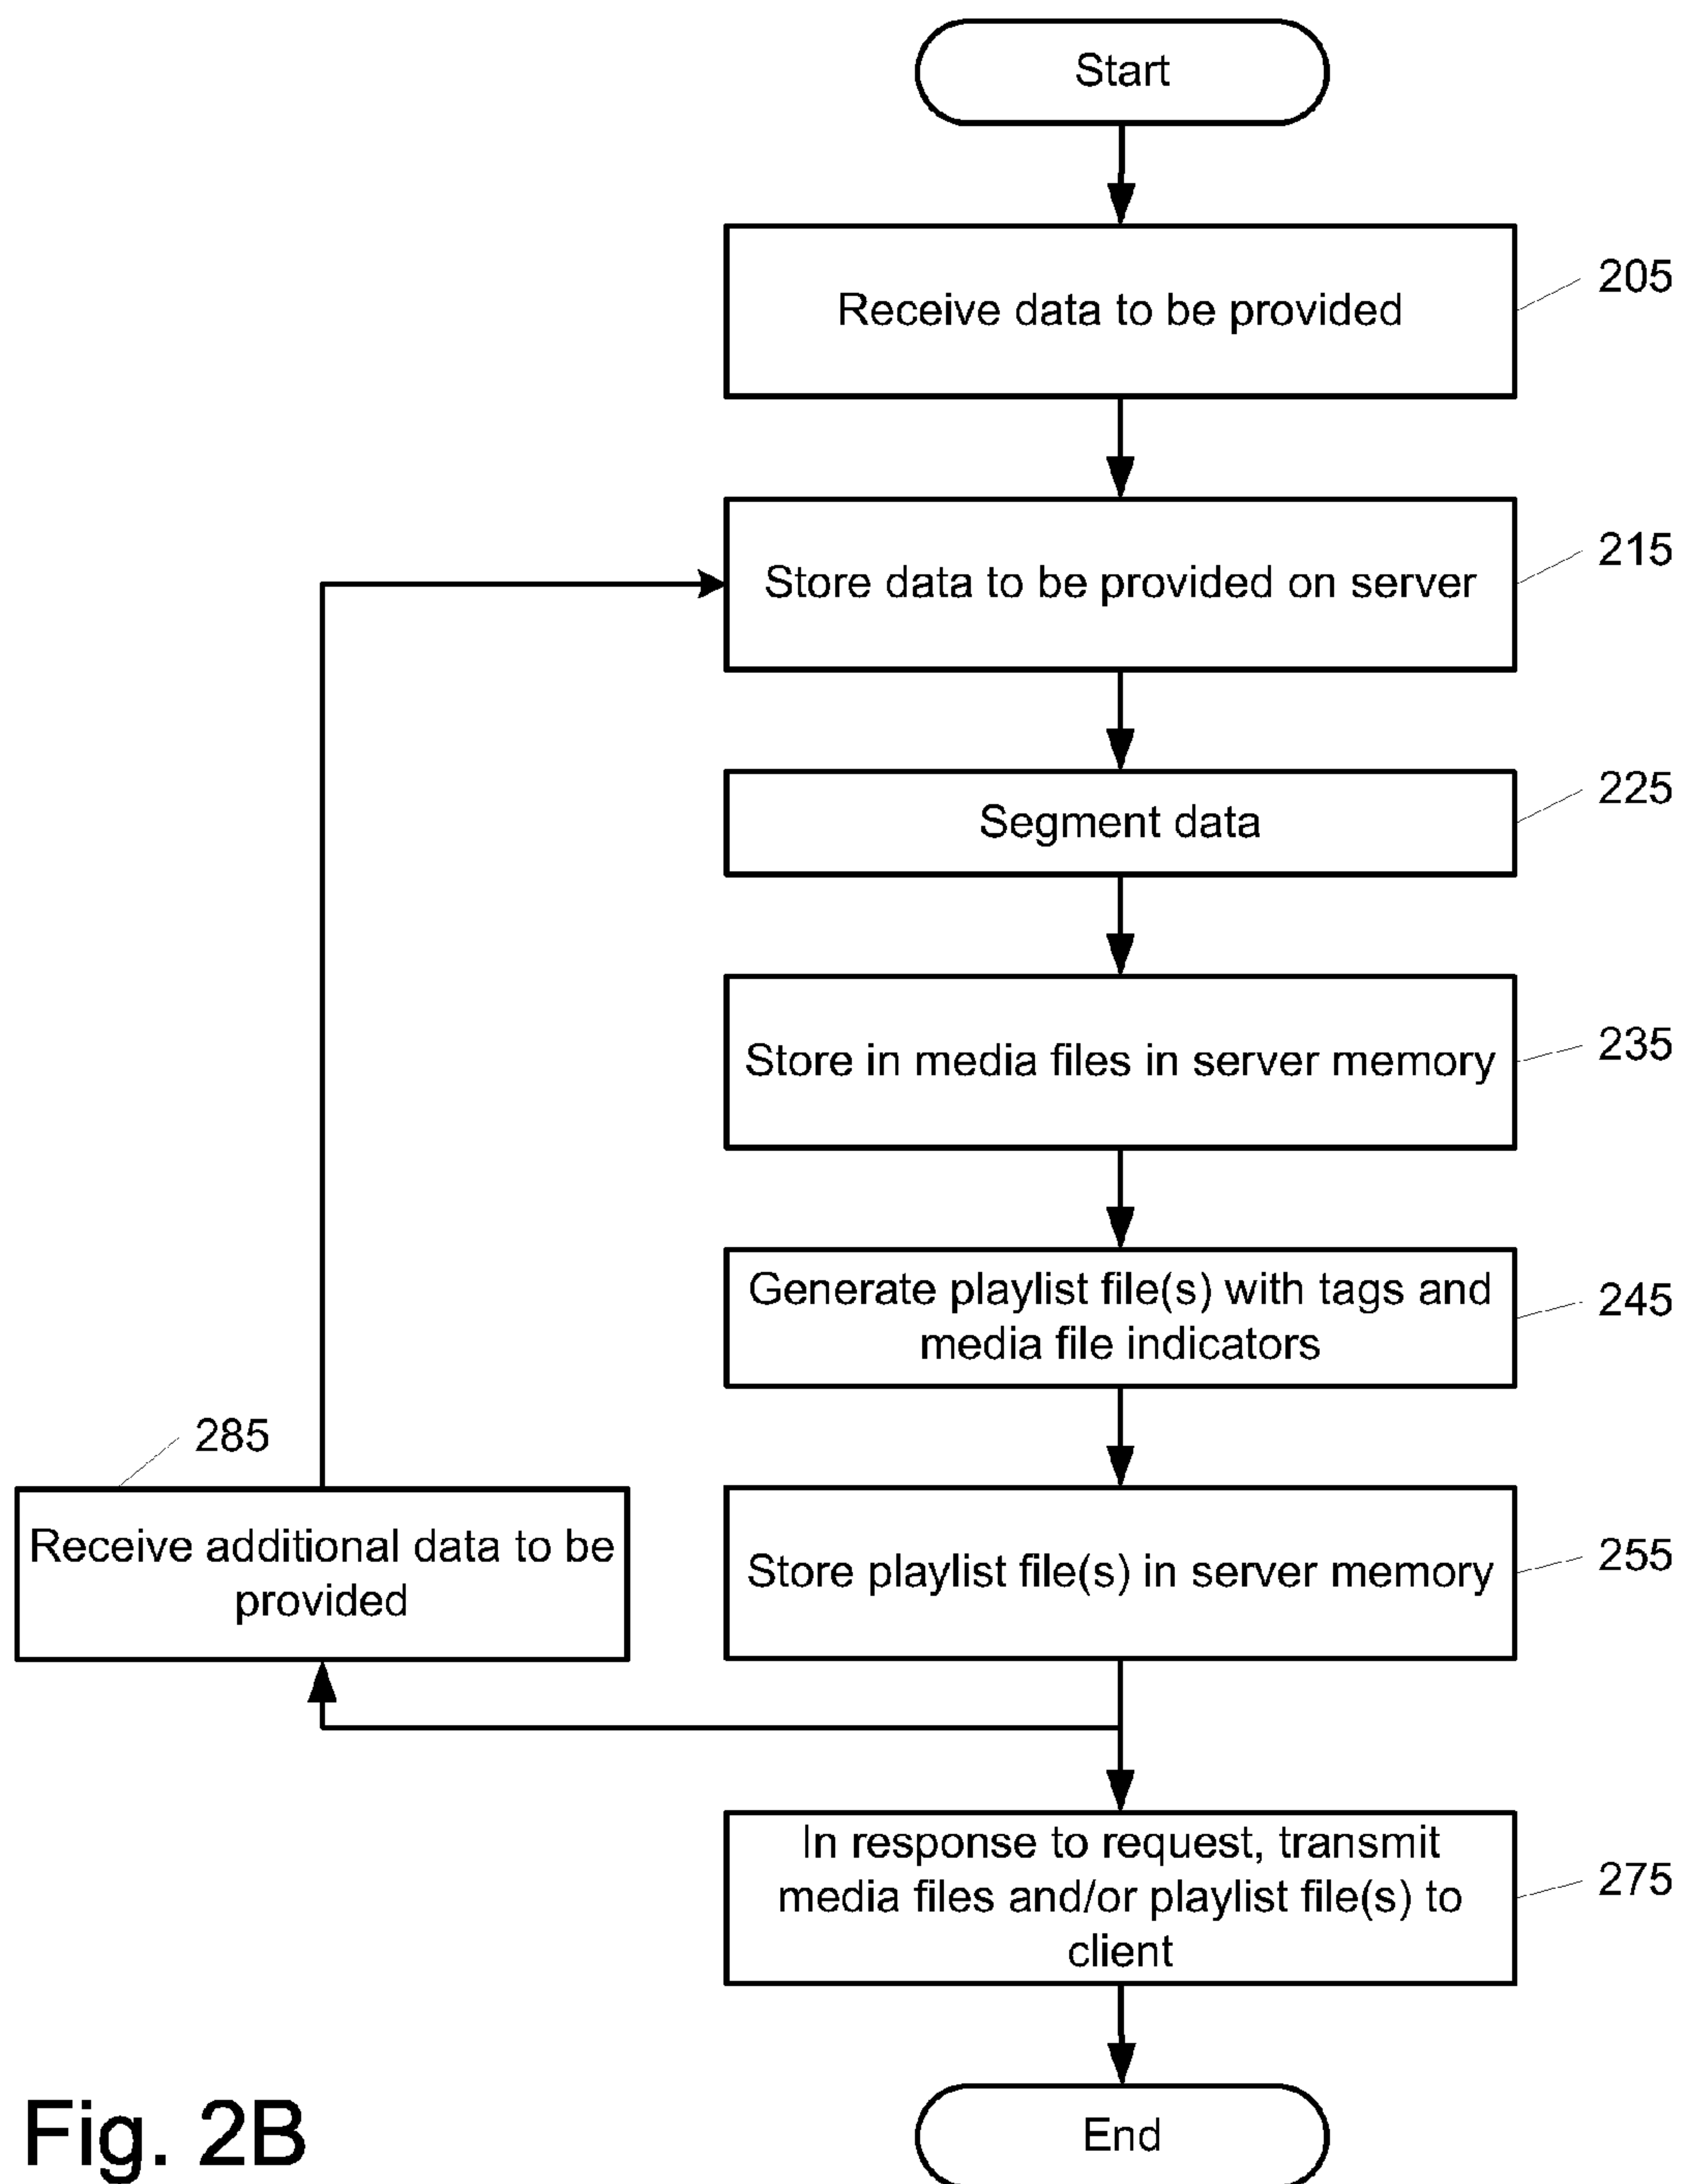 Start
Receive data to be provided
205
Store data to be provided on server
215
Segment data
225
Store in media files in server memory
235
Generate playlist file(s) with tags and
media file indicators
245
285
Receive additional data to be
provided
Store playlist file(s) in server memory
255
In response to request, transmit
media files and/or playlist file(s) to
client
275
End
Fig. 2B